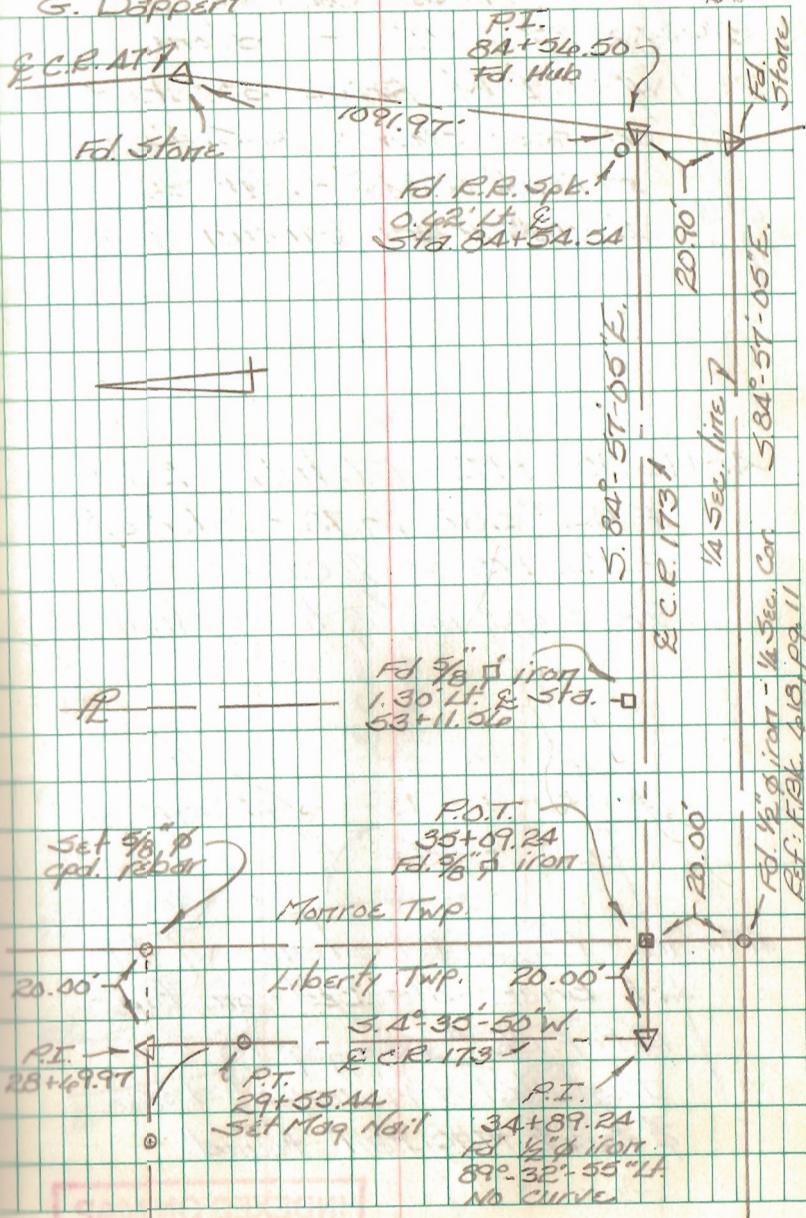 G. Dappert
℄ C.R. AT7
Fd. Stone
P.I.
84+56.50
Fd. Hub
Fd. Stone
1091.97'
Fd. R.R. Spk.
0.62' Lt. ℄
Sta. 84+54.54
20.90'
S.84°-57'-05"E.
℄ C.R. 173
1/4 Sec. line
S.84°-57'-05"E.
Fd 5/8" iron
1.30' Lt. ℄ Sta.
53+11.56
PL
P.O.T.
35+09.24
Fd. 5/8" φ iron
20.00'
Fd. 1/2" φ iron - 1/4 Sec. Cor.
Ref: F.Bk. 618, pg. 11
Set 5/8" φ
cpd. rebar
Monroe Twp.
Liberty Twp.
20.00'
20.00'
S.4°-35'-50"W.
℄ C.R. 173
P.I.
28+69.97
P.T.
29+55.44
Set Mag Nail
P.I.
34+89.24
Fd 1/2" φ iron
89°-32'-55" Lt.
No Curve